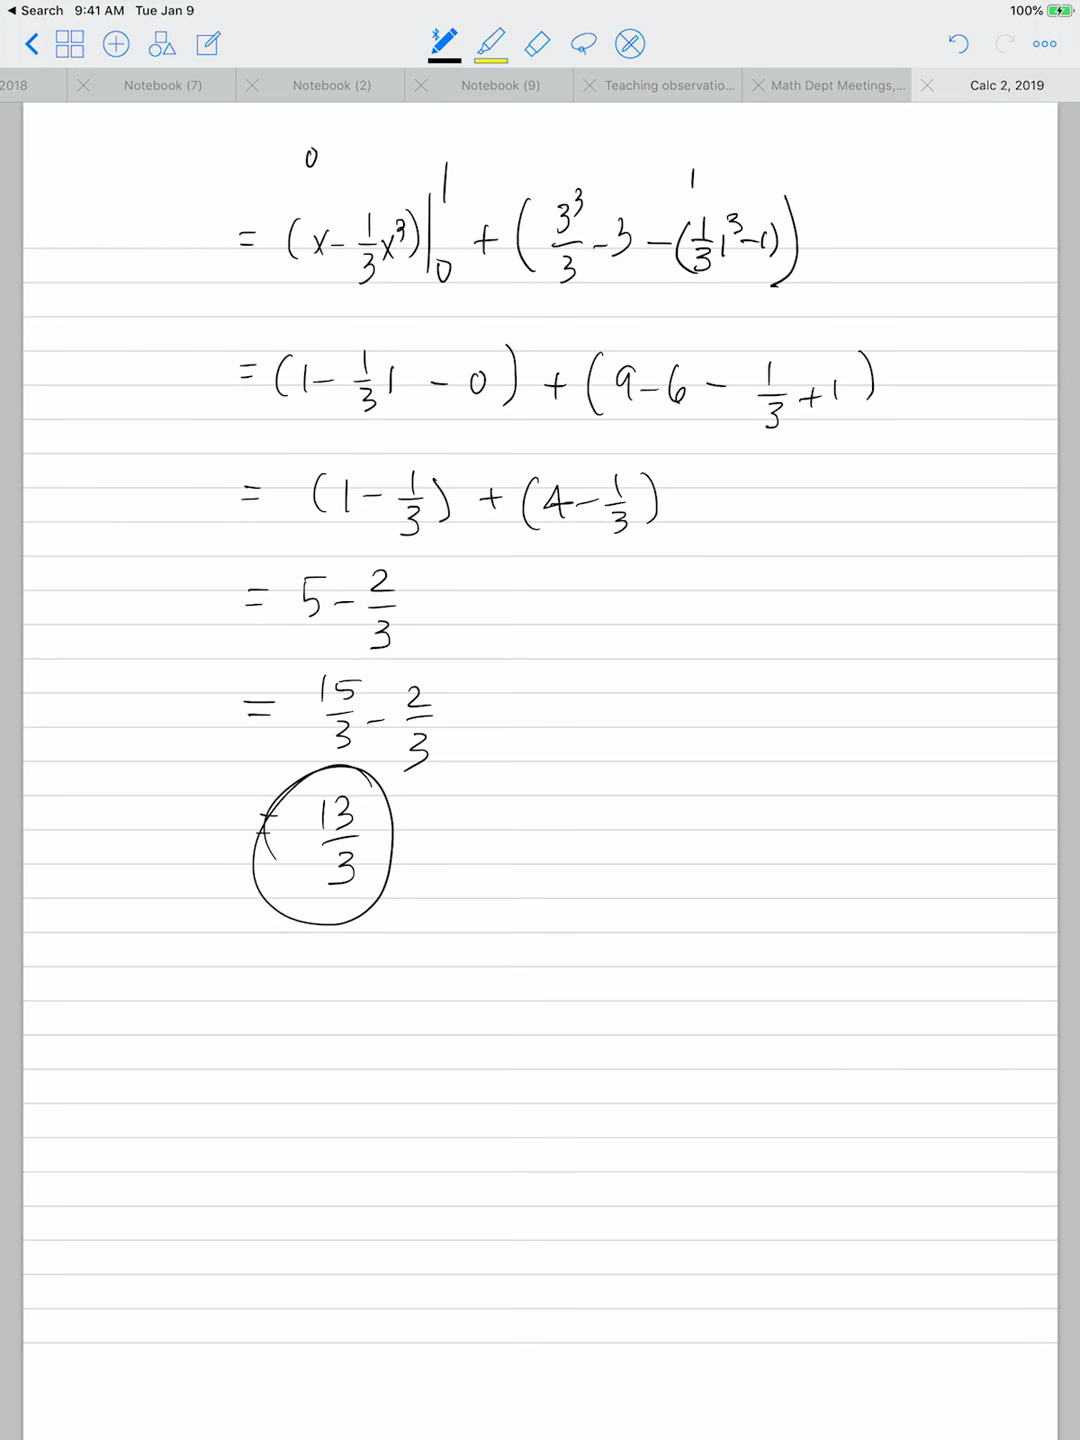 Search 9:41 AM Tue Jan 9 100%
2018 Notebook (7) Notebook (2) Notebook (9) Teaching observatio... Math Dept Meetings,... Calc 2, 2019
0 1
= (x - 1/3 x³)|₀¹ + (3³/3 - 3 - (1/3 1³ - 1))
= (1 - 1/3 1 - 0) + (9 - 6 - 1/3 + 1)
= (1 - 1/3) + (4 - 1/3)
= 5 - 2/3
= 15/3 - 2/3
= 13/3